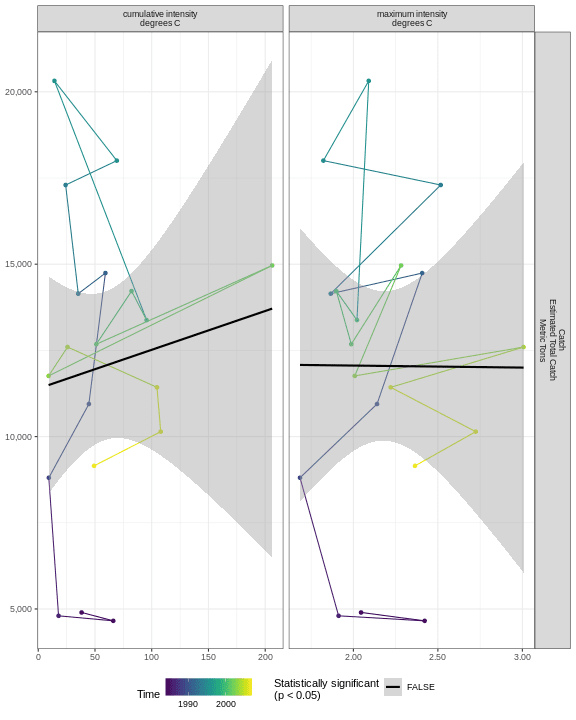 cumulative intensity
degrees C
maximum intensity
degrees C
20,000
15,000
10,000
5,000
Catch
Estimated Total Catch
Metric Tons
0
50
100
150
200
2.00
2.50
3.00
Time
1990
2000
Statistically significant
(p < 0.05)
FALSE